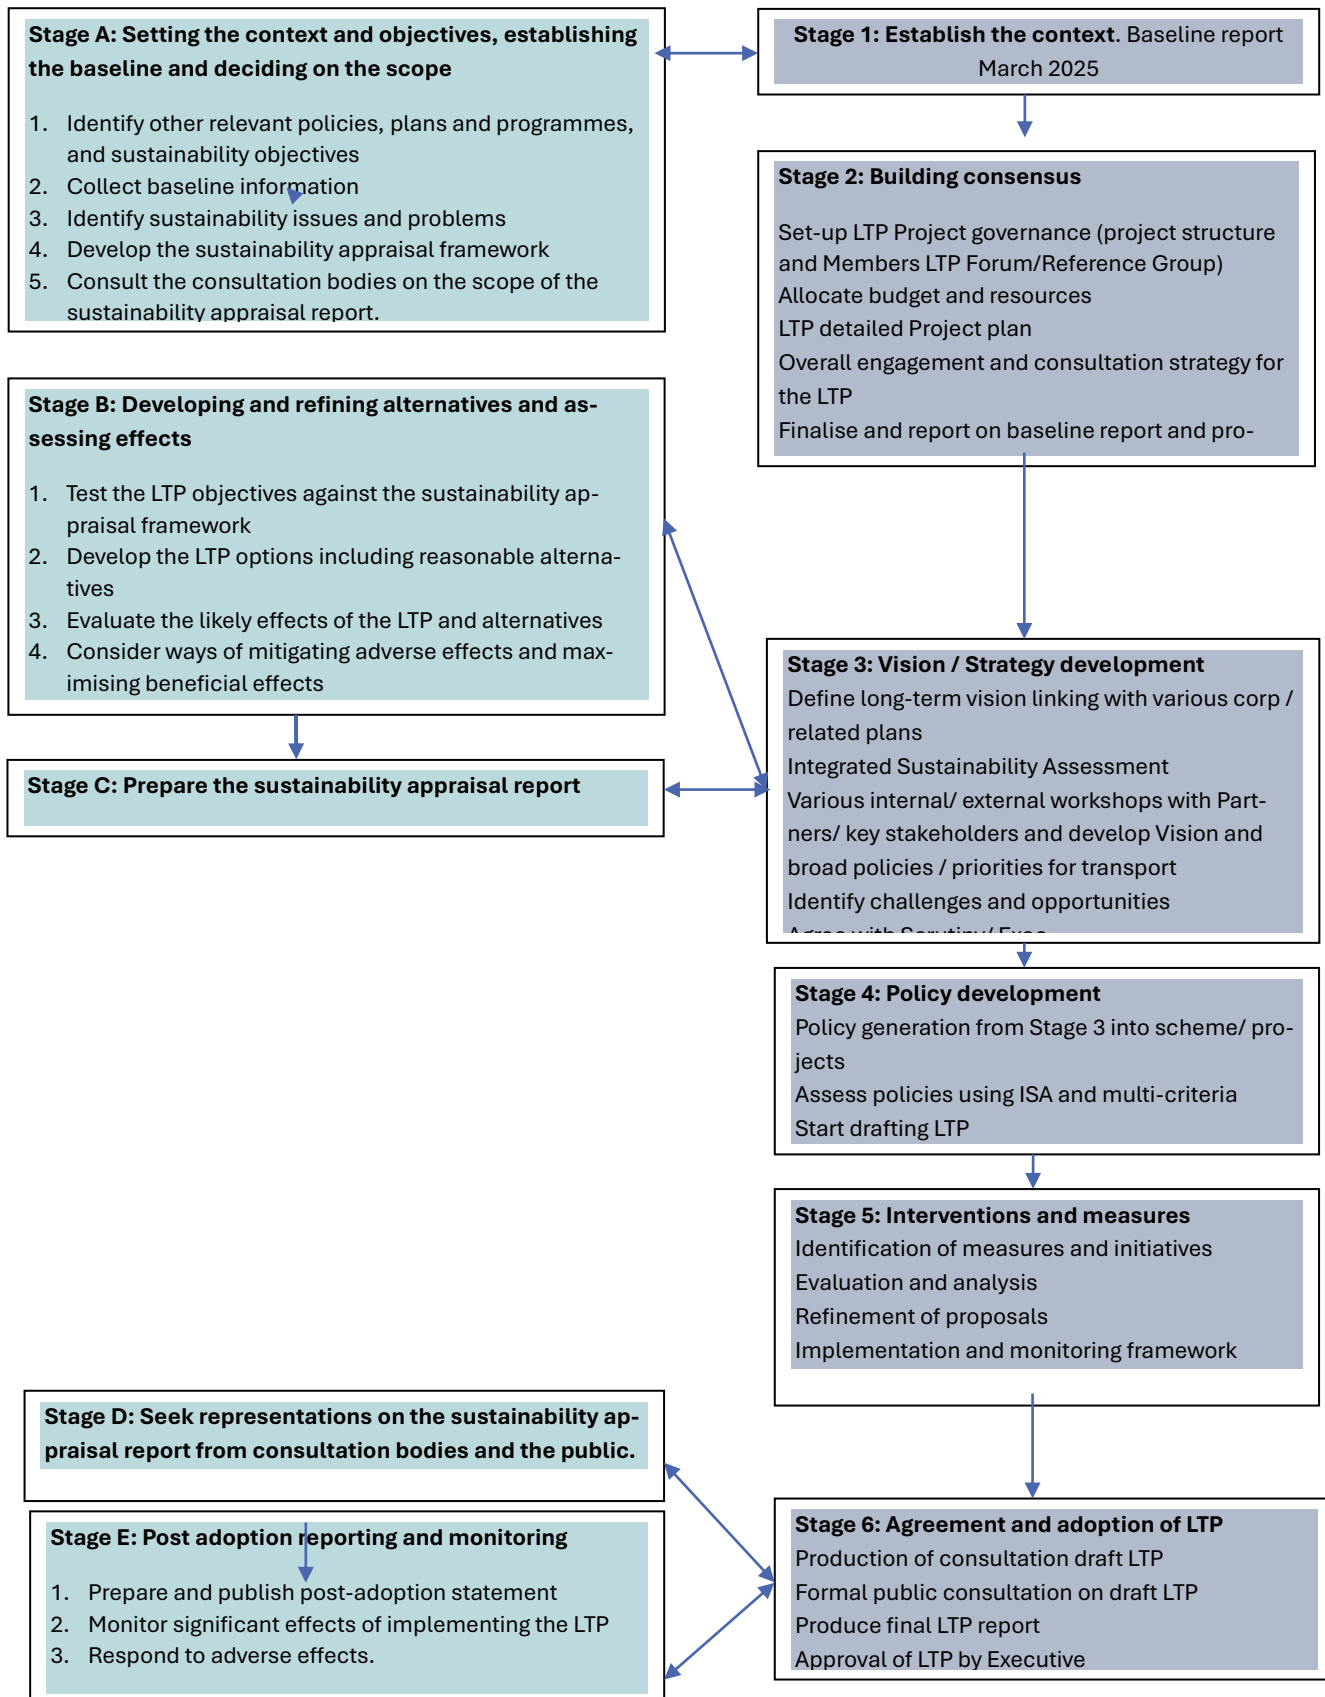 Stage A: Setting the context and objectives, establishing
the baseline and deciding on the scope
1. Identify other relevant policies, plans and programmes,
and sustainability objectives
2. Collect baseline information
3. Identify sustainability issues and problems
4. Develop the sustainability appraisal framework
5. Consult the consultation bodies on the scope of the
sustainability appraisal report.
Stage 1: Establish the context. Baseline report
March 2025
Stage 2: Building consensus
Set-up LTP Project governance (project structure
and Members LTP Forum/Reference Group)
Allocate budget and resources
LTP detailed Project plan
Overall engagement and consultation strategy for
the LTP
Finalise and report on baseline report and pro-
Stage B: Developing and refining alternatives and as-
sessing effects
1. Test the LTP objectives against the sustainability ap-
praisal framework
2. Develop the LTP options including reasonable alterna-
tives
3. Evaluate the likely effects of the LTP and alternatives
4. Consider ways of mitigating adverse effects and max-
imising beneficial effects
Stage C: Prepare the sustainability appraisal report
Stage 3: Vision / Strategy development
Define long-term vision linking with various corp /
related plans
Integrated Sustainability Assessment
Various internal/ external workshops with Part-
ners/ key stakeholders and develop Vision and
broad policies / priorities for transport
Identify challenges and opportunities
Agree with Scrutiny/ Exec
Stage 4: Policy development
Policy generation from Stage 3 into scheme/ pro-
jects
Assess policies using ISA and multi-criteria
Start drafting LTP
Stage 5: Interventions and measures
Identification of measures and initiatives
Evaluation and analysis
Refinement of proposals
Implementation and monitoring framework
Stage D: Seek representations on the sustainability ap-
praisal report from consultation bodies and the public.
Stage E: Post adoption reporting and monitoring
1. Prepare and publish post-adoption statement
2. Monitor significant effects of implementing the LTP
3. Respond to adverse effects.
Stage 6: Agreement and adoption of LTP
Production of consultation draft LTP
Formal public consultation on draft LTP
Produce final LTP report
Approval of LTP by Executive